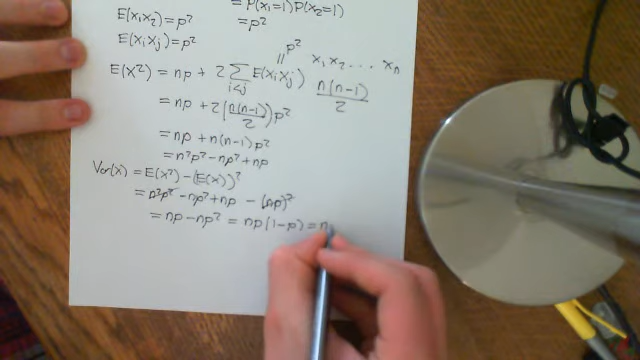 = P(x₁=1)P(x₂=1)
E(x₁x₂) = p² = p²
E(xᵢxⱼ) = p²
= p² x₁ x₂ ... xₙ
E(x²) = np + 2 ∑ᵢ<ⱼ E(xᵢxⱼ) n(n-1)/2
= np + 2(n(n-1)/2)p²
= np + n(n-1)p²
= n²p² - np² + np
Var(x) = E(x²) - (E(x))²
= n²p² - np² + np - (np)²
= np - np² = np(1-p) = n